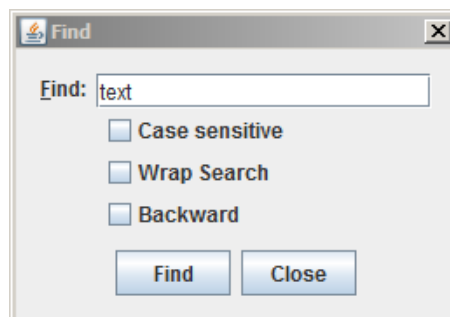 Find
Find: text
Case sensitive
Wrap Search
Backward
Find Close